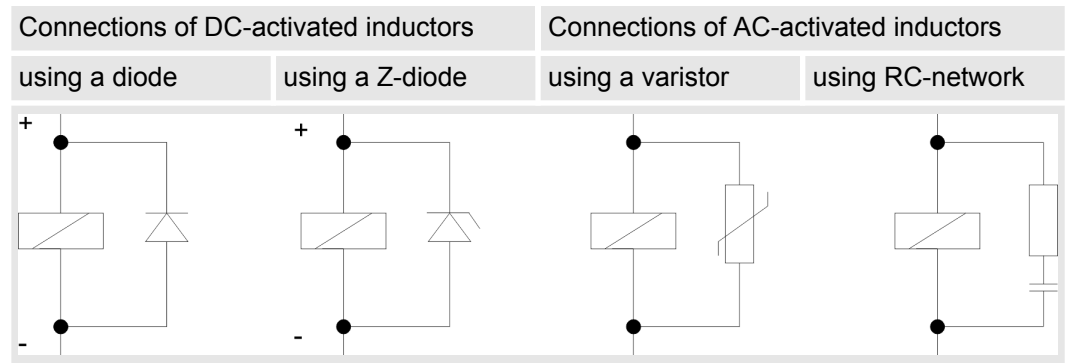 Connections of DC-activated inductors
Connections of AC-activated inductors
using a diode
using a Z-diode
using a varistor
using RC-network
+
+
-
-